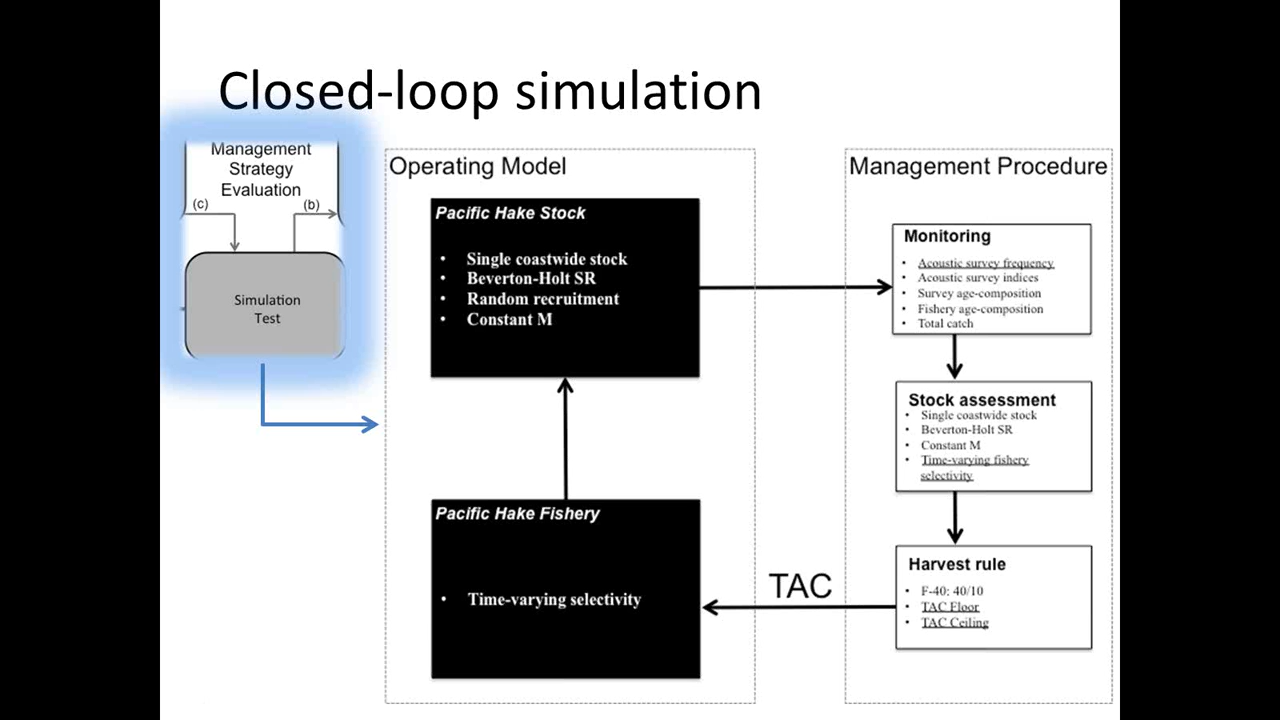 Closed-loop simulation
Management
Strategy
Evaluation
(c)
(b)
Simulation
Test
Operating Model
Pacific Hake Stock
• Single coastwide stock
• Beverton-Holt SR
• Random recruitment
• Constant M
Pacific Hake Fishery
• Time-varying selectivity
Management Procedure
Monitoring
• Acoustic survey frequency
• Acoustic survey indices
• Survey age-composition
• Fishery age-composition
• Total catch
Stock assessment
• Single coastwide stock
• Beverton-Holt SR
• Constant M
• Time-varying fishery
selectivity
Harvest rule
• F-40: 40/10
• TAC Floor
• TAC Ceiling
TAC